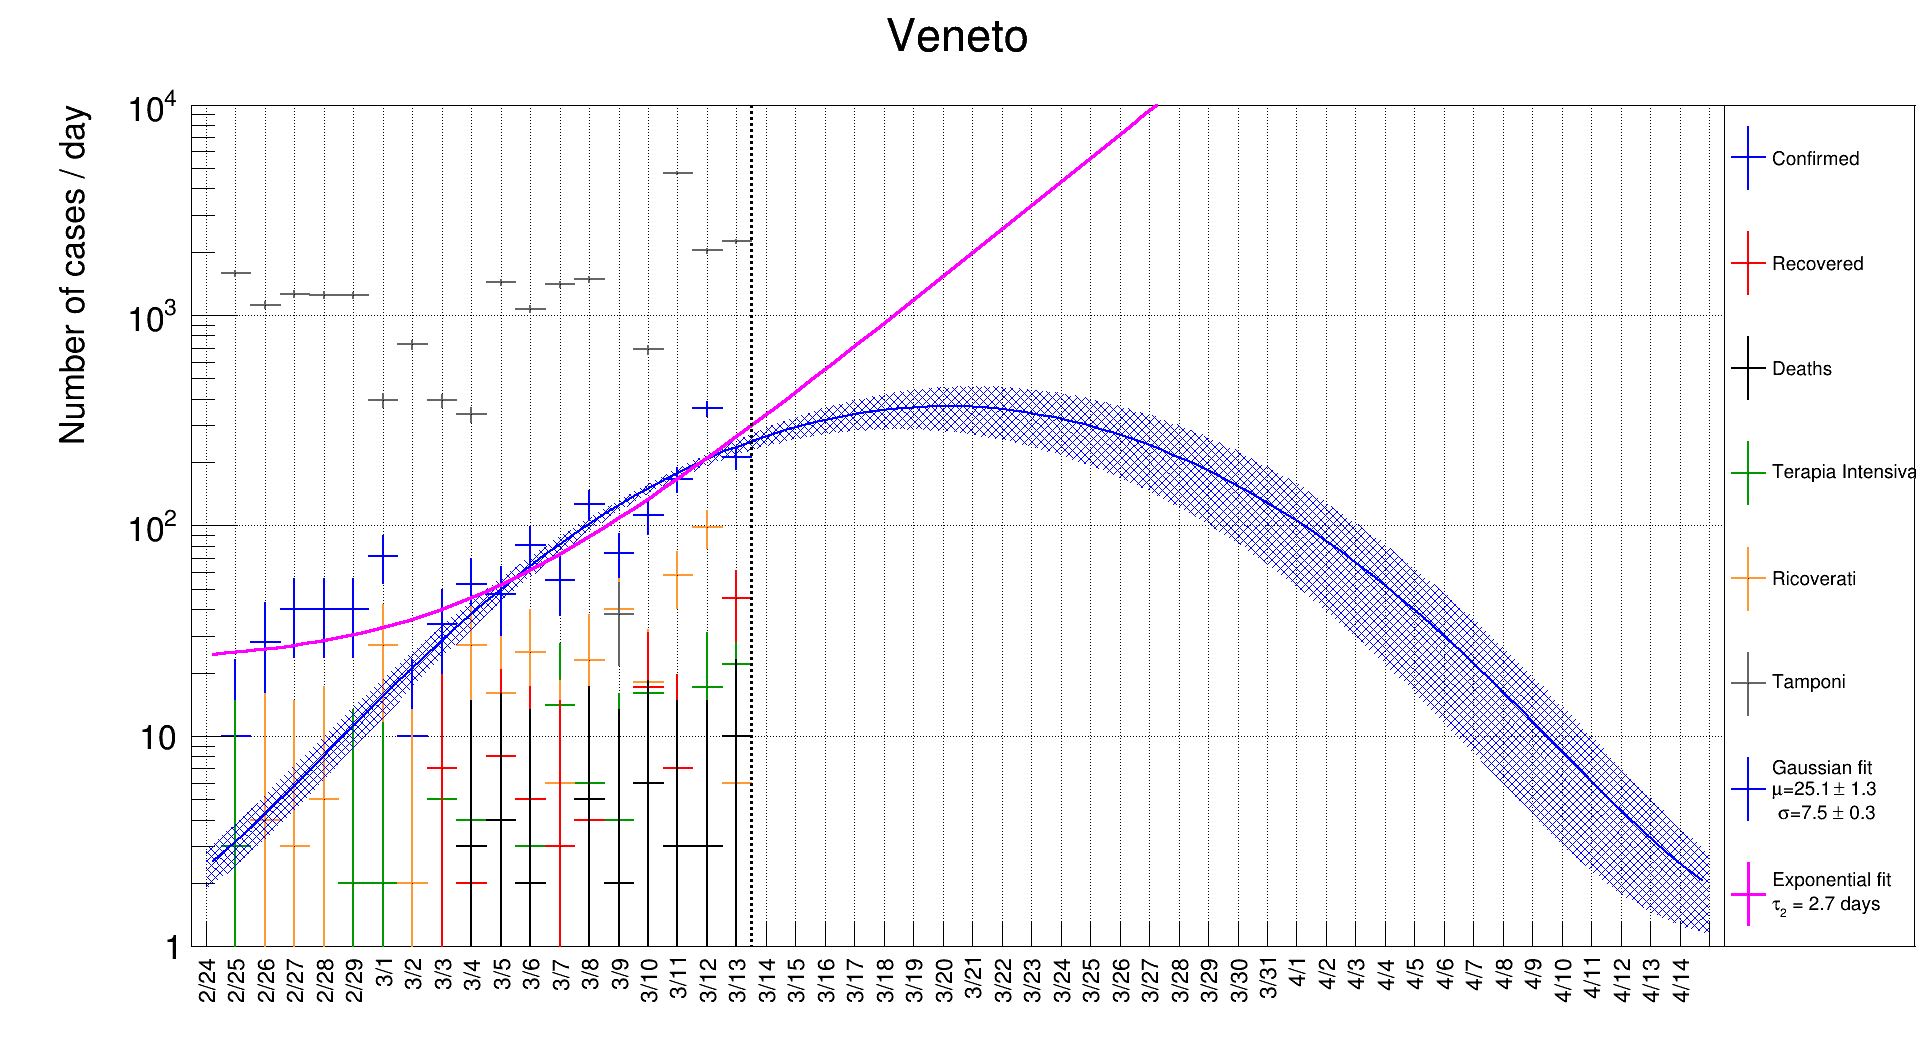 Veneto
Number of cases / day
10⁴
10³
10²
10
1
2/24 2/25 2/26 2/27 2/28 2/29 3/1 3/2 3/3 3/4 3/5 3/6 3/7 3/8 3/9 3/10 3/11 3/12 3/13 3/14 3/15 3/16 3/17 3/18 3/19 3/20 3/21 3/22 3/23 3/24 3/25 3/26 3/27 3/28 3/29 3/30 3/31 4/1 4/2 4/3 4/4 4/5 4/6 4/7 4/8 4/9 4/10 4/11 4/12 4/13 4/14
Confirmed
Recovered
Deaths
Terapia Intensiva
Ricoverati
Tamponi
Gaussian fit
μ=25.1 ± 1.3
σ=7.5 ± 0.3
Exponential fit
τ₂ = 2.7 days